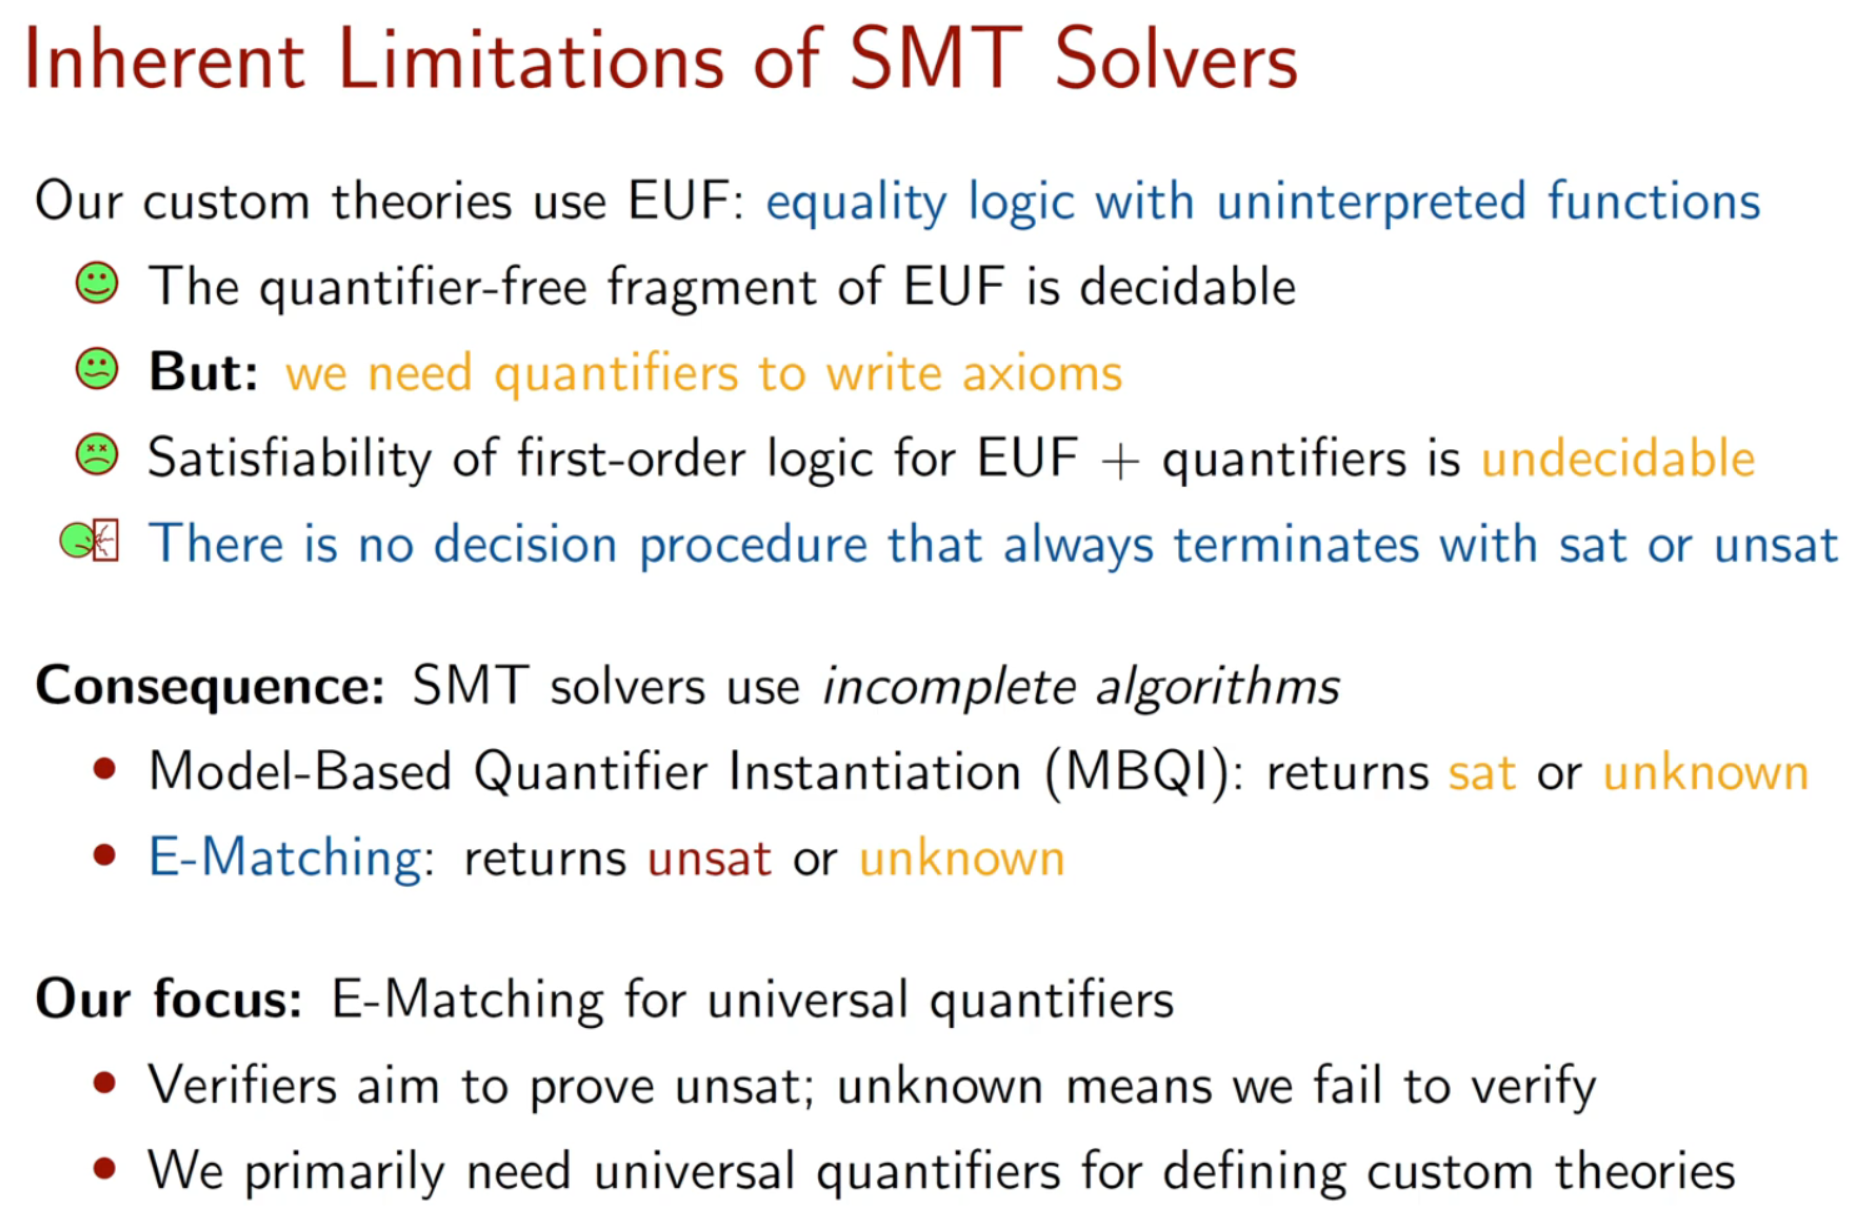 Inherent Limitations of SMT Solvers
Our custom theories use EUF: equality logic with uninterpreted functions
The quantifier-free fragment of EUF is decidable
But: we need quantifiers to write axioms
Satisfiability of first-order logic for EUF + quantifiers is undecidable
There is no decision procedure that always terminates with sat or unsat
Consequence: SMT solvers use incomplete algorithms
• Model-Based Quantifier Instantiation (MBQI): returns sat or unknown
• E-Matching: returns unsat or unknown
Our focus: E-Matching for universal quantifiers
• Verifiers aim to prove unsat; unknown means we fail to verify
• We primarily need universal quantifiers for defining custom theories